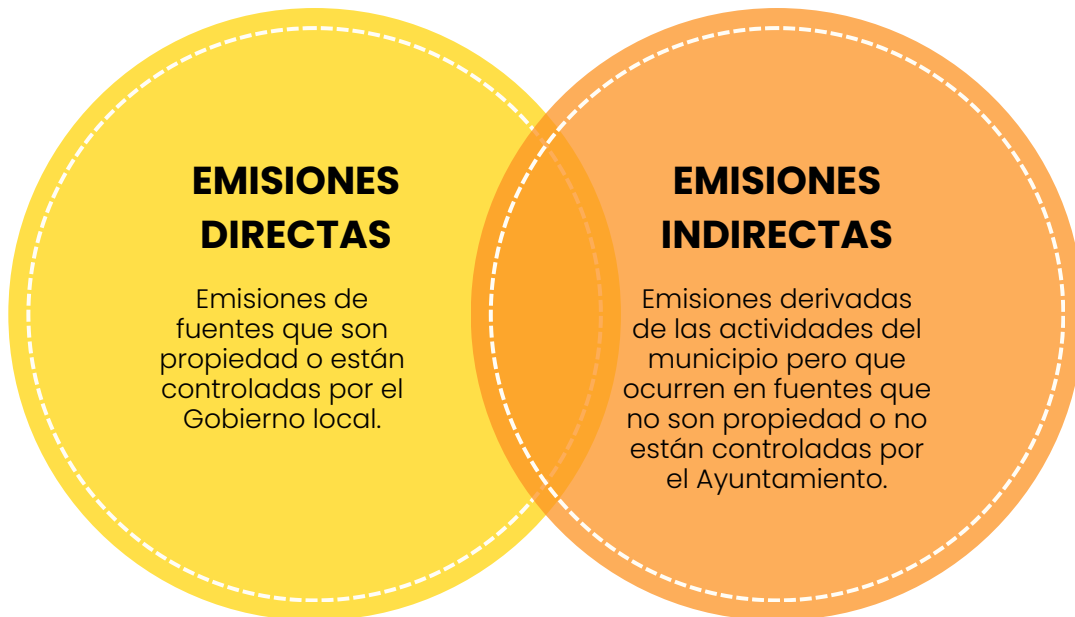 EMISIONES
DIRECTAS
Emisiones de
fuentes que son
propiedad o están
controladas por el
Gobierno local.
EMISIONES
INDIRECTAS
Emisiones derivadas
de las actividades del
municipio pero que
ocurren en fuentes que
no son propiedad o no
están controladas por
el Ayuntamiento.